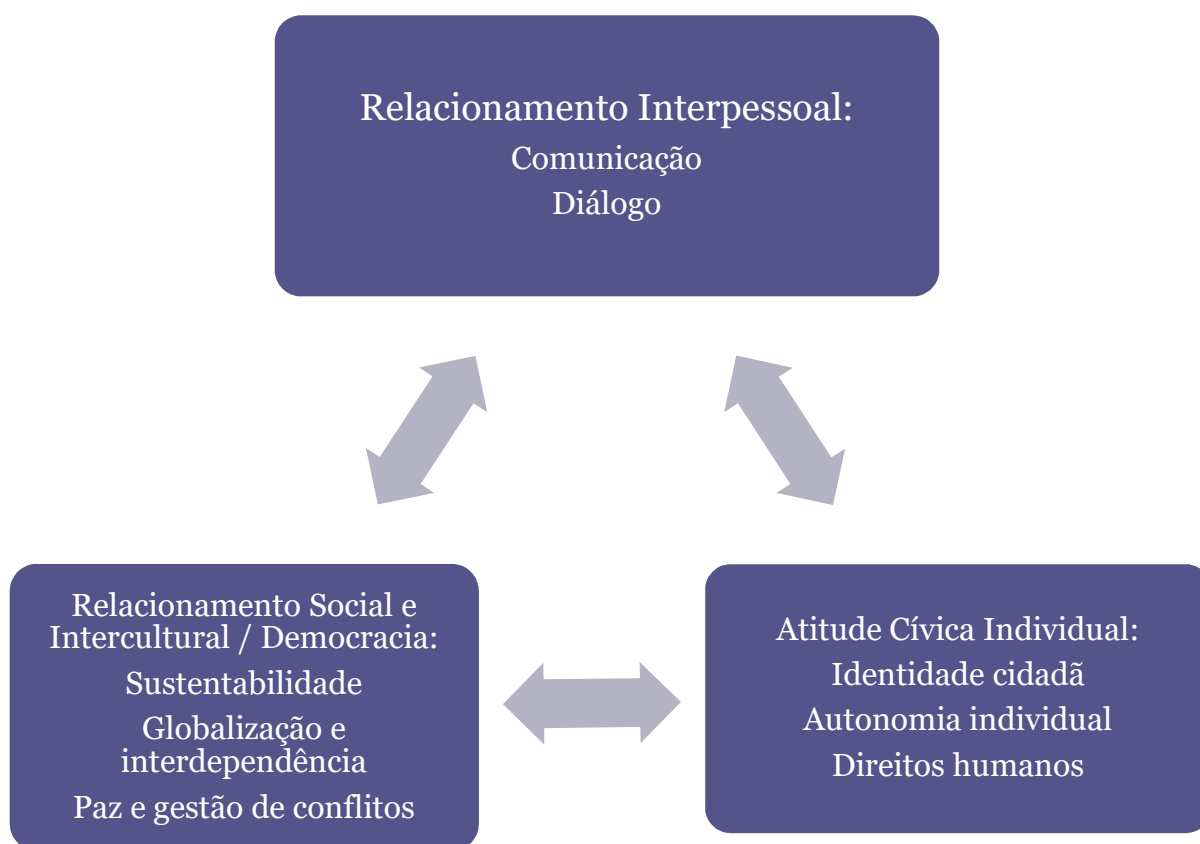 Relacionamento Interpessoal:
Comunicação
Diálogo
Relacionamento Social e
Intercultural / Democracia:
Sustentabilidade
Globalização e
interdependência
Paz e gestão de conflitos
Atitude Cívica Individual:
Identidade cidadã
Autonomia individual
Direitos humanos